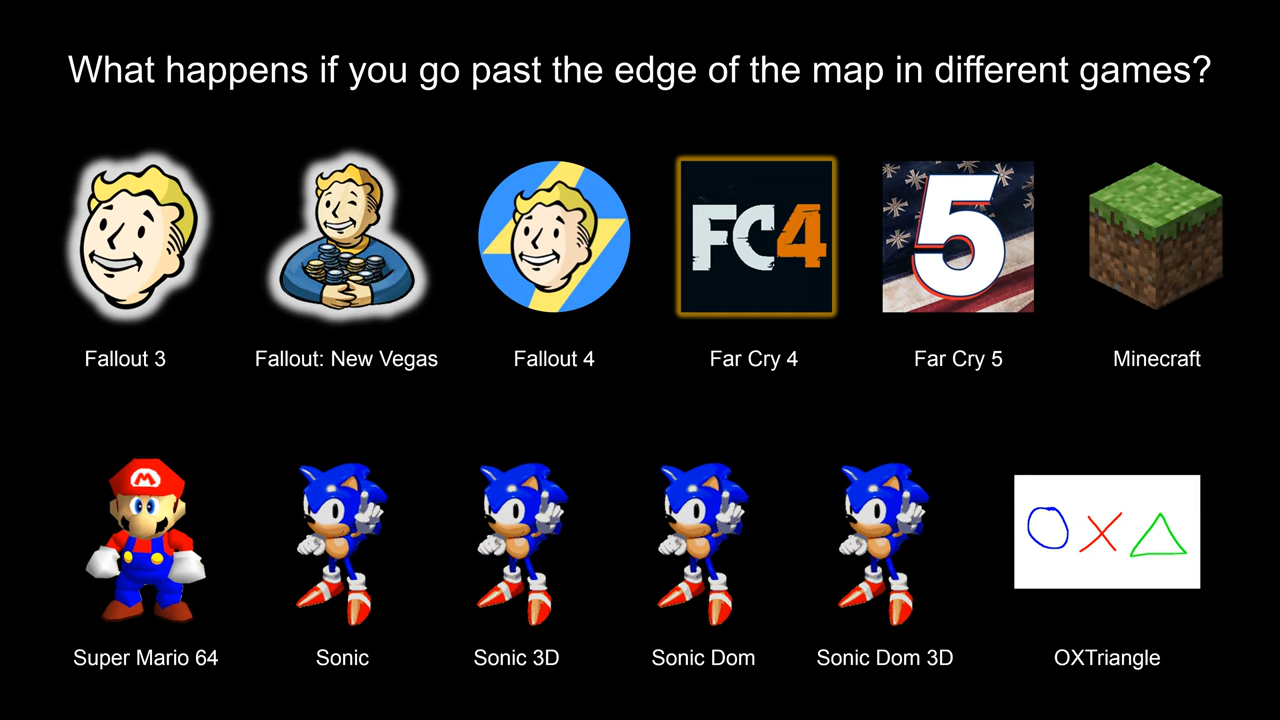 What happens if you go past the edge of the map in different games?
FC4
5
Fallout 3
Fallout: New Vegas
Fallout 4
Far Cry 4
Far Cry 5
Minecraft
M
O X △
Super Mario 64
Sonic
Sonic 3D
Sonic Dom
Sonic Dom 3D
OXTriangle